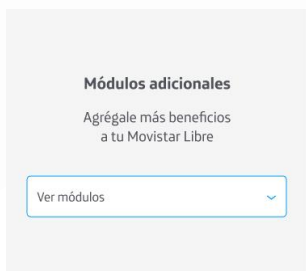 Módulos adicionales
Agrégale más beneficios
a tu Movistar Libre
Ver módulos